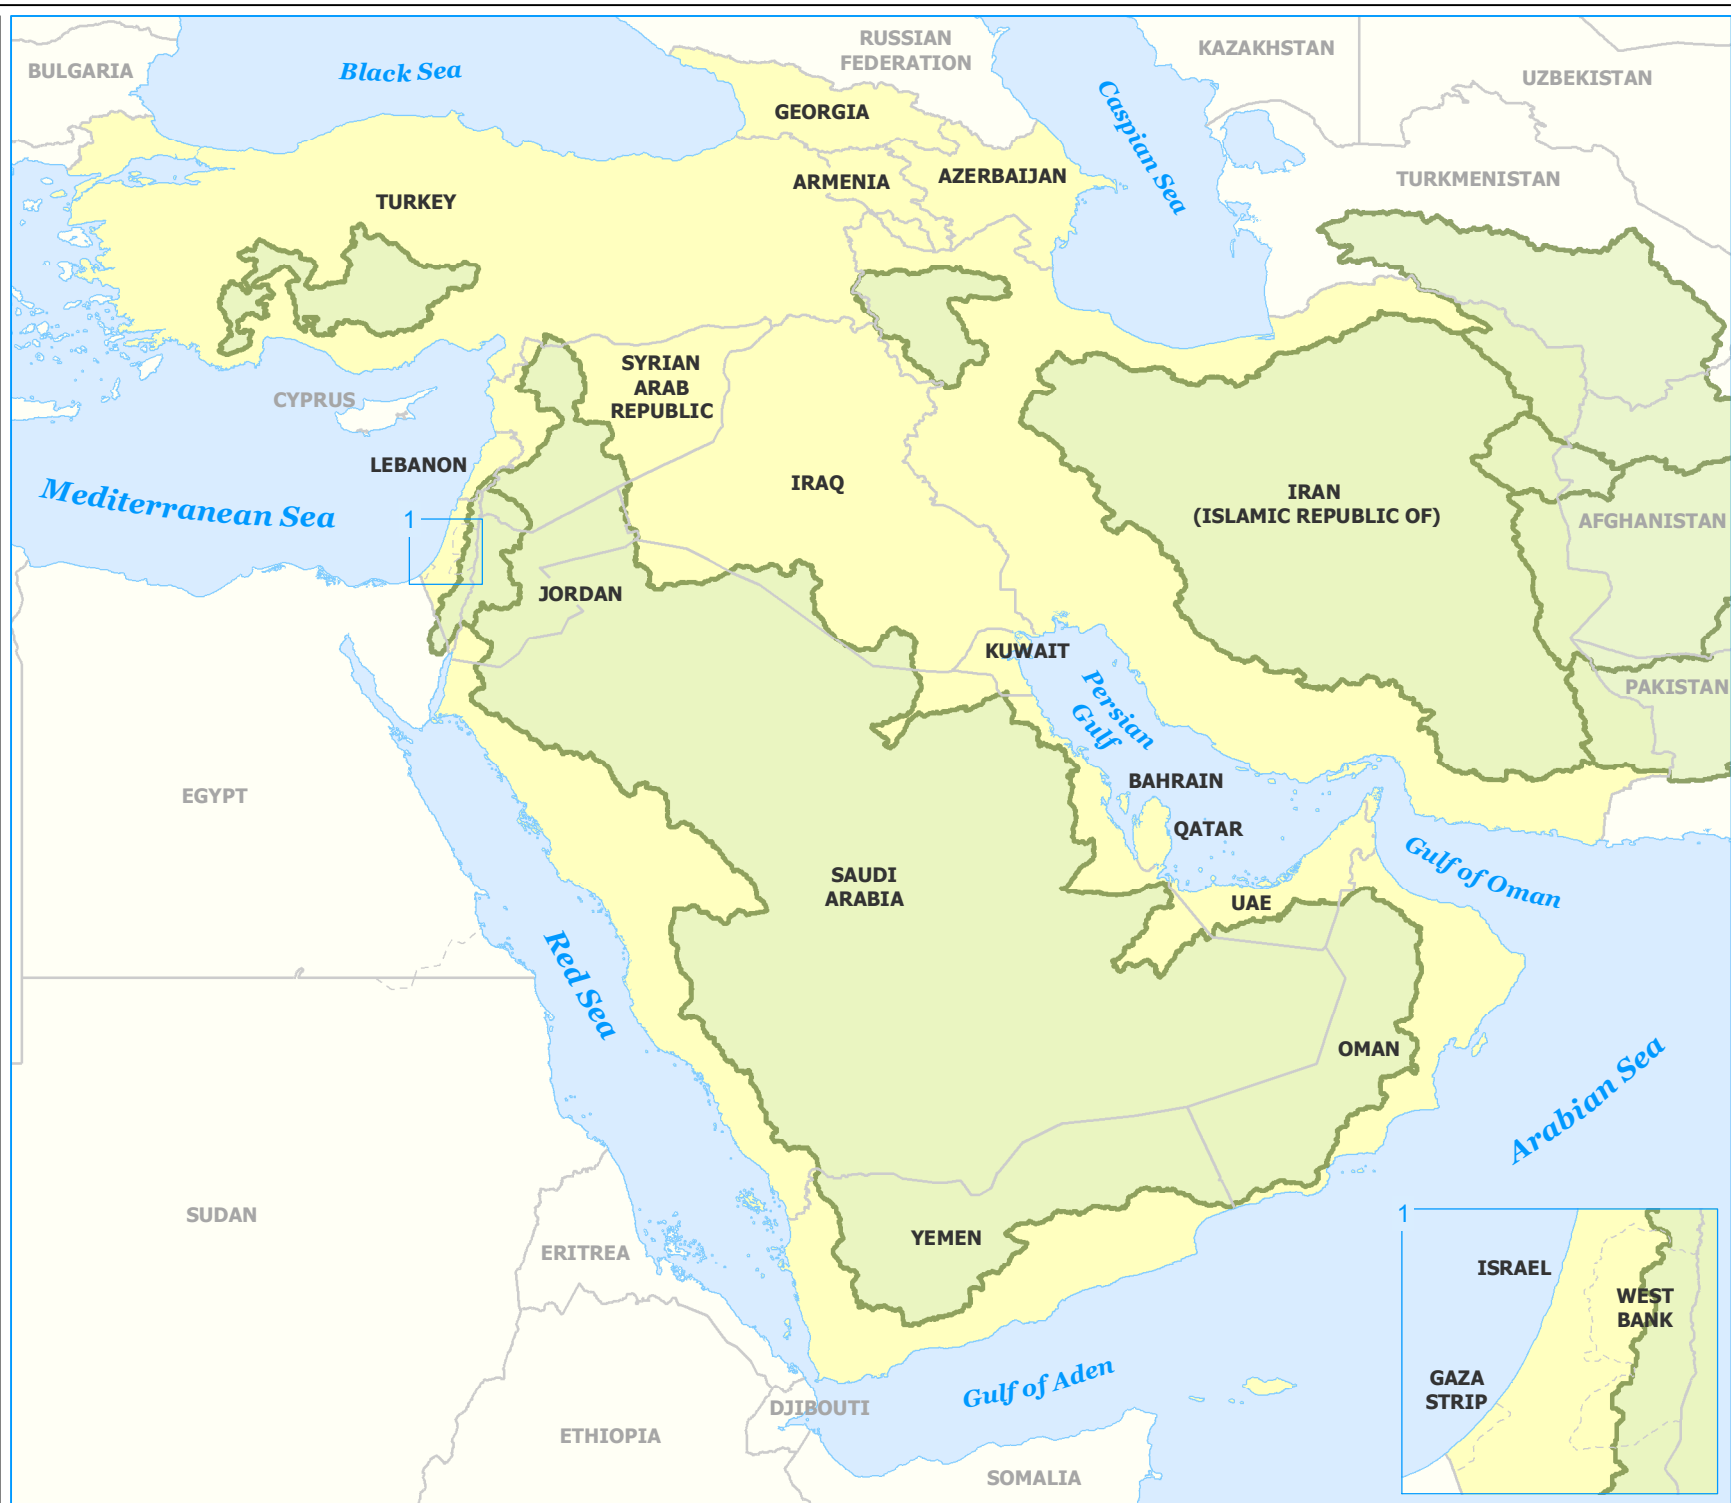 RUSSIAN
FEDERATION
KAZAKHSTAN
BULGARIA
Black Sea
UZBEKISTAN
Caspian Sea
GEORGIA
ARMENIA
AZERBAIJAN
TURKMENISTAN
TURKEY
SYRIAN
ARAB
REPUBLIC
CYPRUS
LEBANON
IRAQ
Mediterranean Sea
1
IRAN
(ISLAMIC REPUBLIC OF)
AFGHANISTAN
JORDAN
KUWAIT
PAKISTAN
Persian
Gulf
EGYPT
BAHRAIN
QATAR
SAUDI
ARABIA
UAE
Gulf of Oman
Red Sea
OMAN
Arabian Sea
SUDAN
YEMEN
ERITREA
1
ISRAEL
WEST
BANK
GAZA
STRIP
Gulf of Aden
DJIBOUTI
ETHIOPIA
SOMALIA